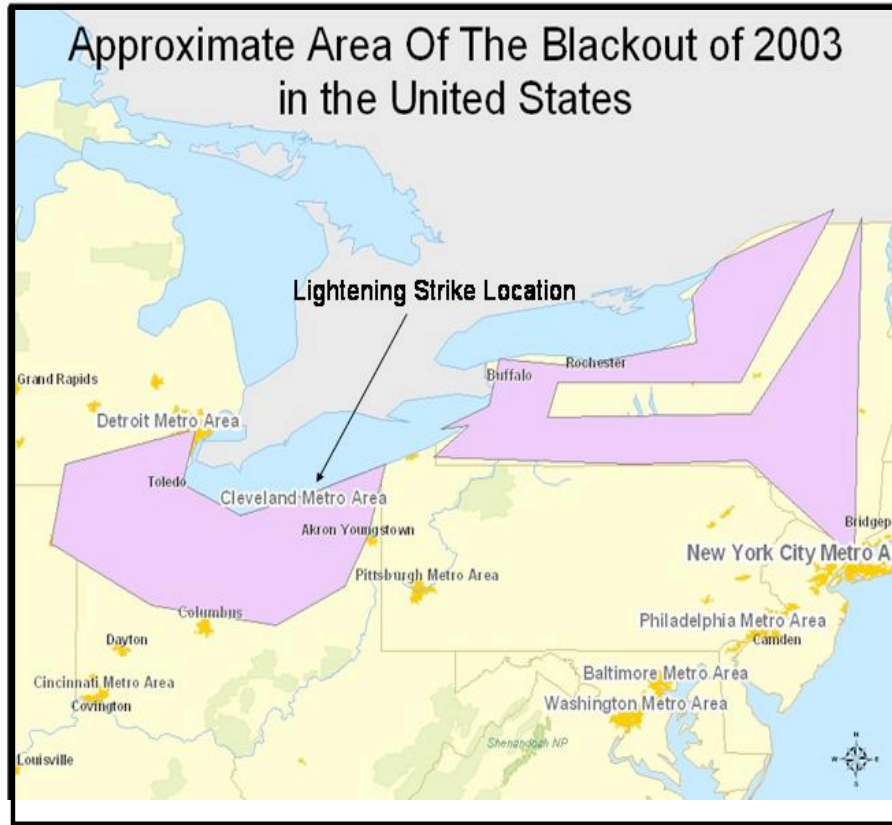 Approximate Area Of The Blackout of 2003
in the United States
Lightening Strike Location
Grand Rapids
Buffalo
Rochester
Detroit Metro Area
Toledo
Cleveland Metro Area
Akron Youngstown
Bridgep
New York City Metro A
Pittsburgh Metro Area
Columbus
Philadelphia Metro Area
Camden
Dayton
Cincinnati Metro Area
Covington
Baltimore Metro Area
Washington Metro Area
Shenandoah NP
Louisville
N
W
E
S